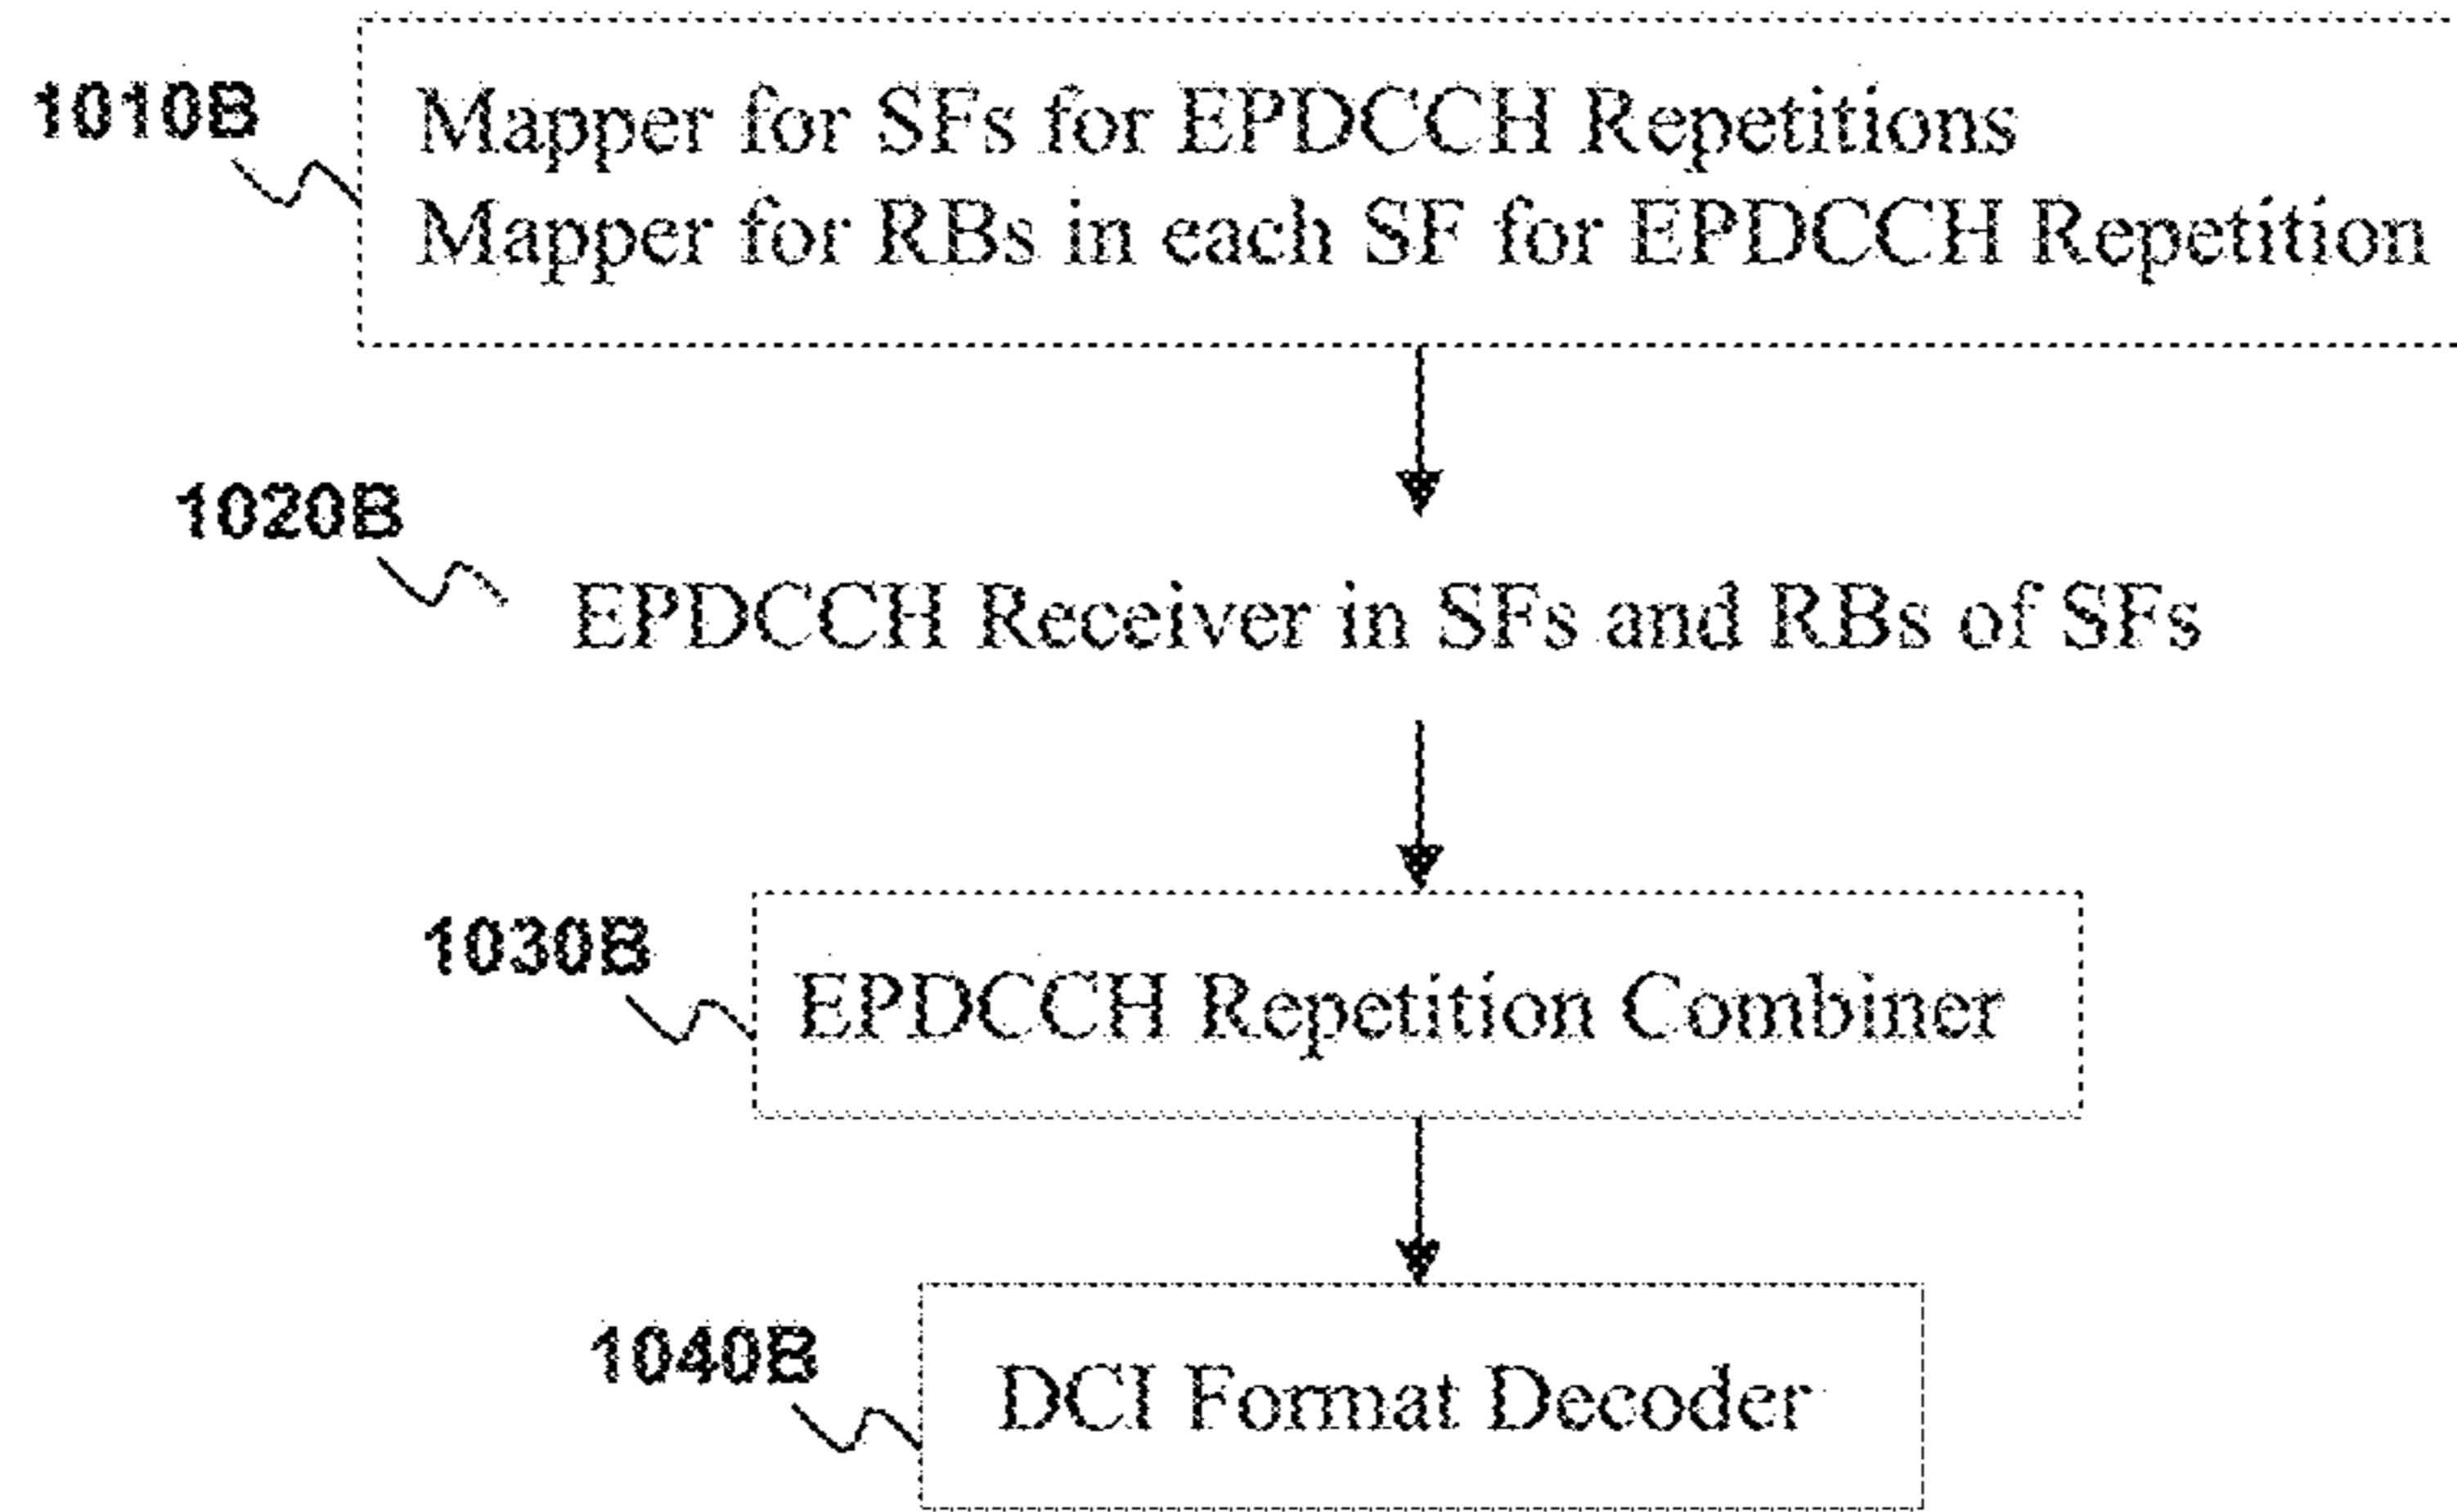 1010B
Mapper for SFs for EPDCCH Repetitions
Mapper for RBs in each SF for EPDCCH Repetition
1020B
EPDCCH Receiver in SFs and RBs of SFs
1030B
EPDCCH Repetition Combiner
1040B
DCI Format Decoder